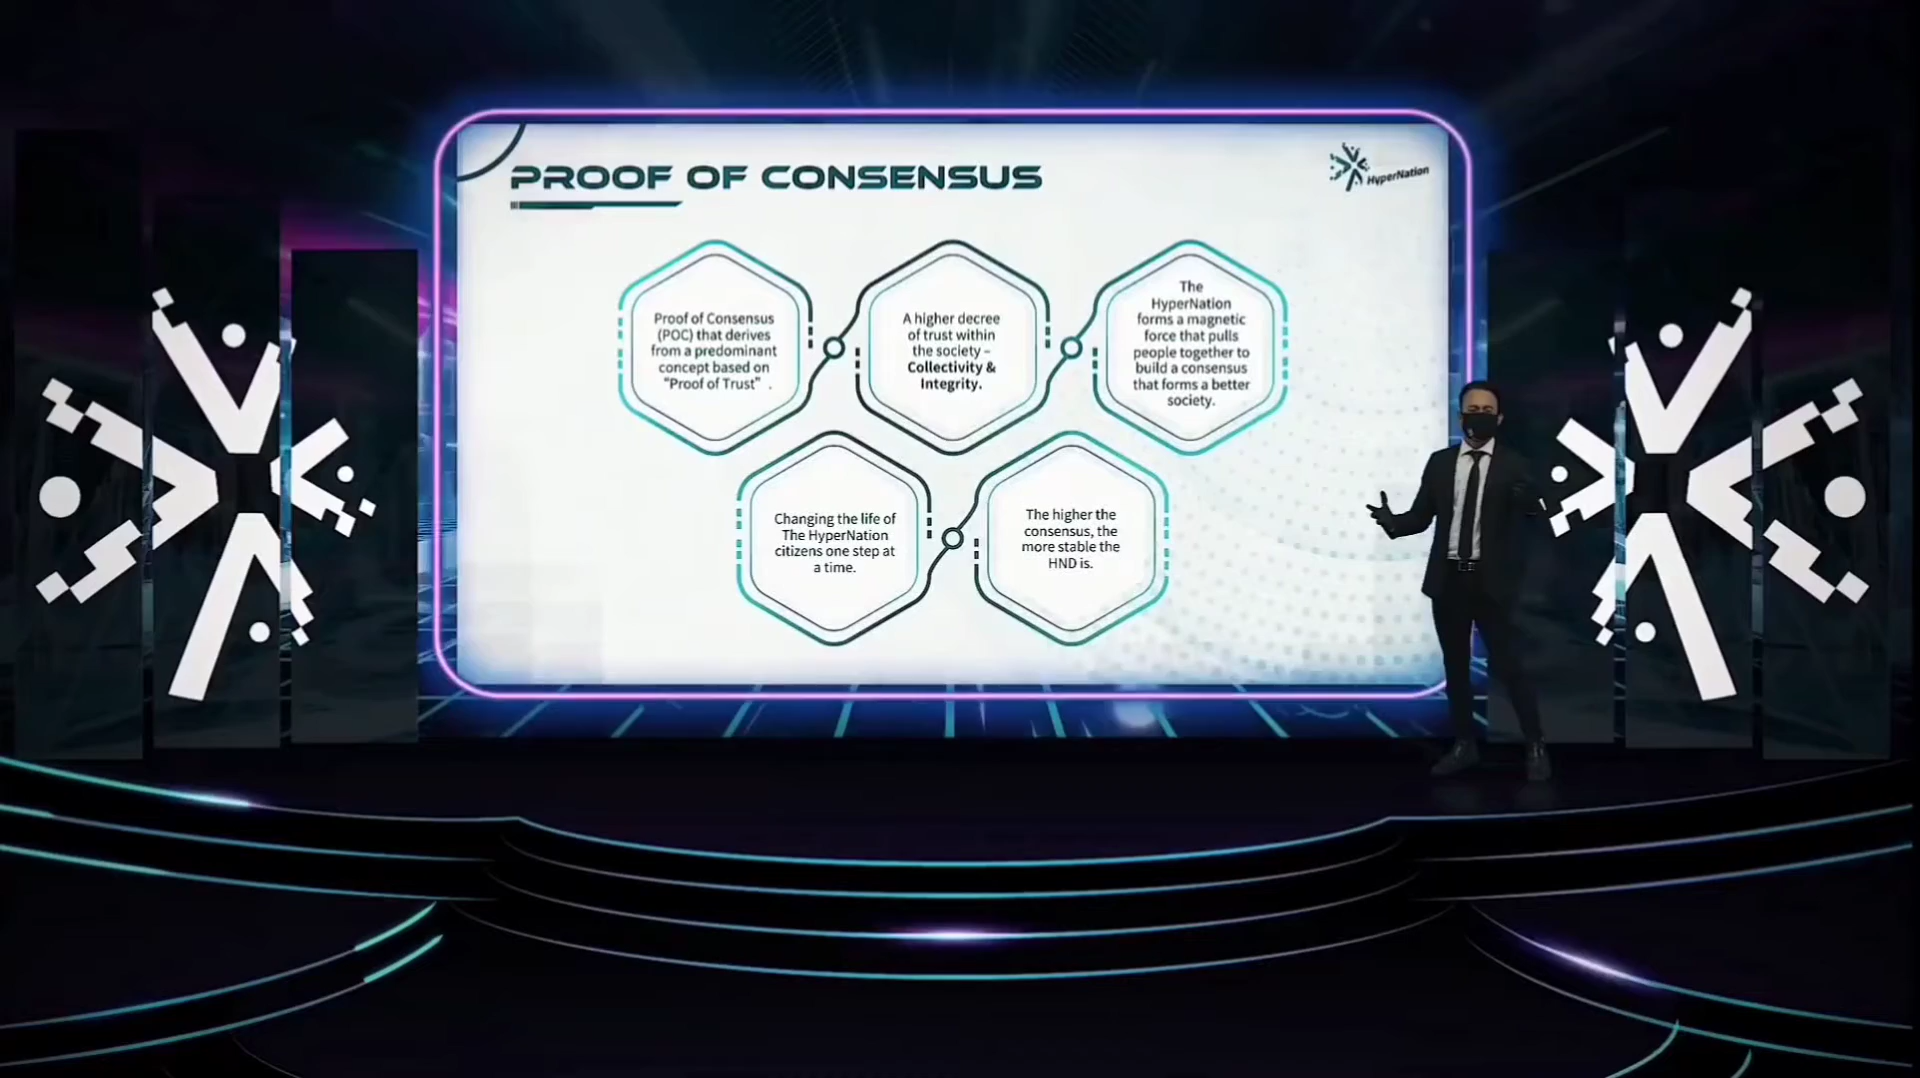 PROOF OF CONSENSUS
HyperNation
Proof of Consensus
(POC) that derives
from a predominant
concept based on
"Proof of Trust" .
A higher decree
of trust within
the society –
Collectivity &
Integrity.
The
HyperNation
forms a magnetic
force that pulls
people together to
build a consensus
that forms a better
society.
Changing the life of
The HyperNation
citizens one step at
a time.
The higher the
consensus, the
more stable the
HND is.